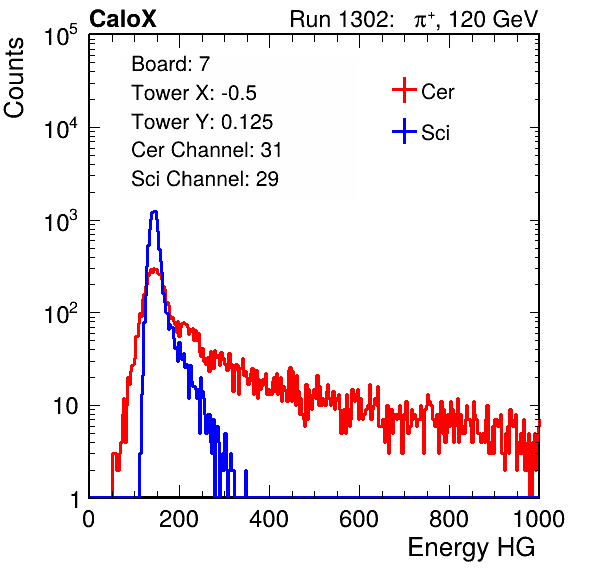 CaloX Run 1302: π⁺, 120 GeV
Counts
10⁵
10⁴
10³
10²
10
1
Board: 7
Tower X: -0.5
Tower Y: 0.125
Cer Channel: 31
Sci Channel: 29
Cer
Sci
0 200 400 600 800 1000
Energy HG